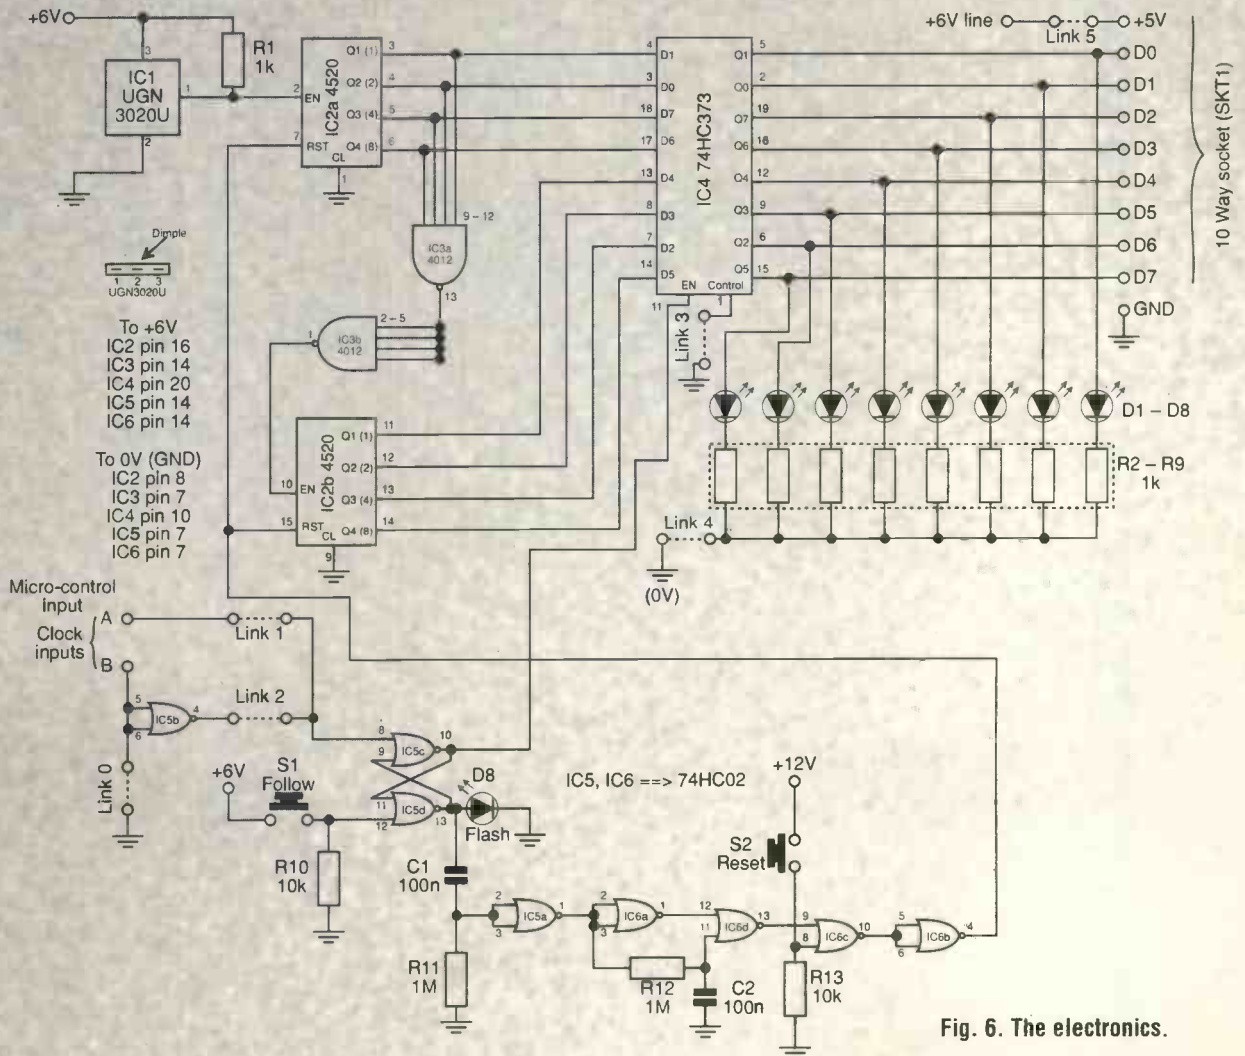 +6V
R1
1k
3
IC1
UGN
3020U
1
2
2
EN
7
RST
CL
1
IC2a 4520
Q1 (1)
3
Q2 (2)
4
Q3 (4)
5
Q4 (8)
6
9 – 12
IC3a
4012
13
2 – 5
1
IC3b
4012
Dimple
1 2 3
UGN3020U
To +6V
IC2 pin 16
IC3 pin 14
IC4 pin 20
IC5 pin 14
IC6 pin 14
To 0V (GND)
IC2 pin 8
IC3 pin 7
IC4 pin 10
IC5 pin 7
IC6 pin 7
10
EN
15
RST
CL
9
IC2b 4520
Q1 (1)
11
Q2 (2)
12
Q3 (4)
13
Q4 (8)
14
4
D1
3
D0
18
D7
17
D6
13
D4
8
D3
7
D2
14
D5
IC4 74HC373
EN
11
Control
1
Q1
5
2
Q7
19
Q6
16
Q4
12
Q3
9
Q2
6
Q5
15
Link 3
+6V line
Link 5
+5V
D0
D1
D2
D3
D4
D5
D6
D7
GND
10 Way socket (SKT1)
D1 – D8
R2 – R9
1k
Link 4
(0V)
Micro-control
input
Clock
inputs
A
B
Link 1
Link 2
5
6
IC5b
4
Link 0
+6V
S1
Follow
R10
10k
8
9
IC5c
10
11
12
IC5d
13
D8
Flash
IC5, IC6 ==> 74HC02
C1
100n
R11
1M
2
3
IC5a
1
2
3
IC6a
1
R12
1M
C2
100n
12
11
IC6d
13
+12V
S2
Reset
9
8
IC6c
10
R13
10k
5
6
IC6b
4
Fig. 6. The electronics.